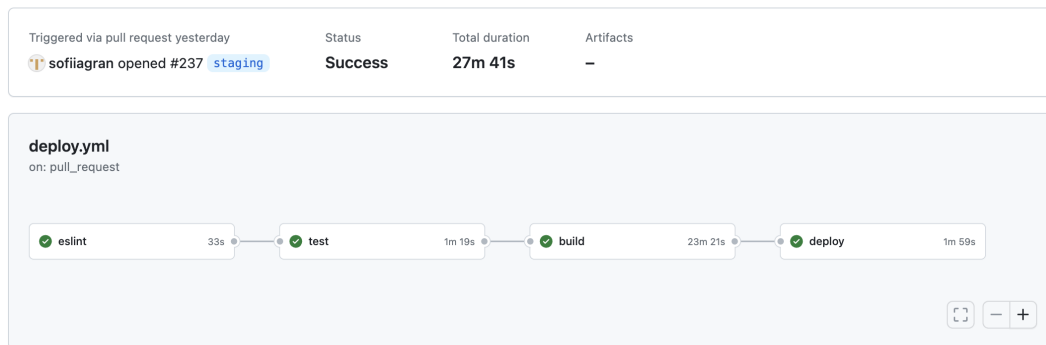 Triggered via pull request yesterday
sofiiagran opened #237 staging
Status
Success
Total duration
27m 41s
Artifacts
–
deploy.yml
on: pull_request
eslint 33s
test 1m 19s
build 23m 21s
deploy 1m 59s